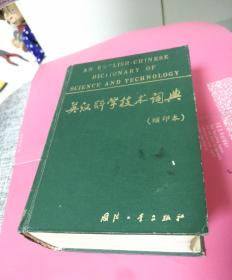 AN ENGLISH-CHINESE
DICTIONARY OF
SCIENCE AND TECHNOLOGY
英汉科学技术词典
(缩印本)
国防工业出版社